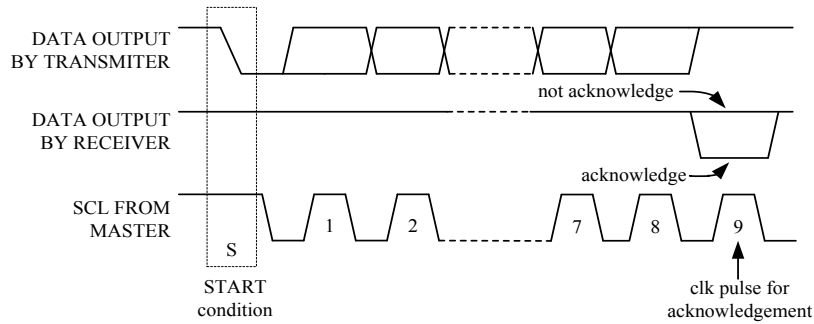 DATA OUTPUT
BY TRANSMITER
not acknowledge
DATA OUTPUT
BY RECEIVER
acknowledge
SCL FROM
MASTER
1
2
7
8
9
S
START
condition
clk pulse for
acknowledgement